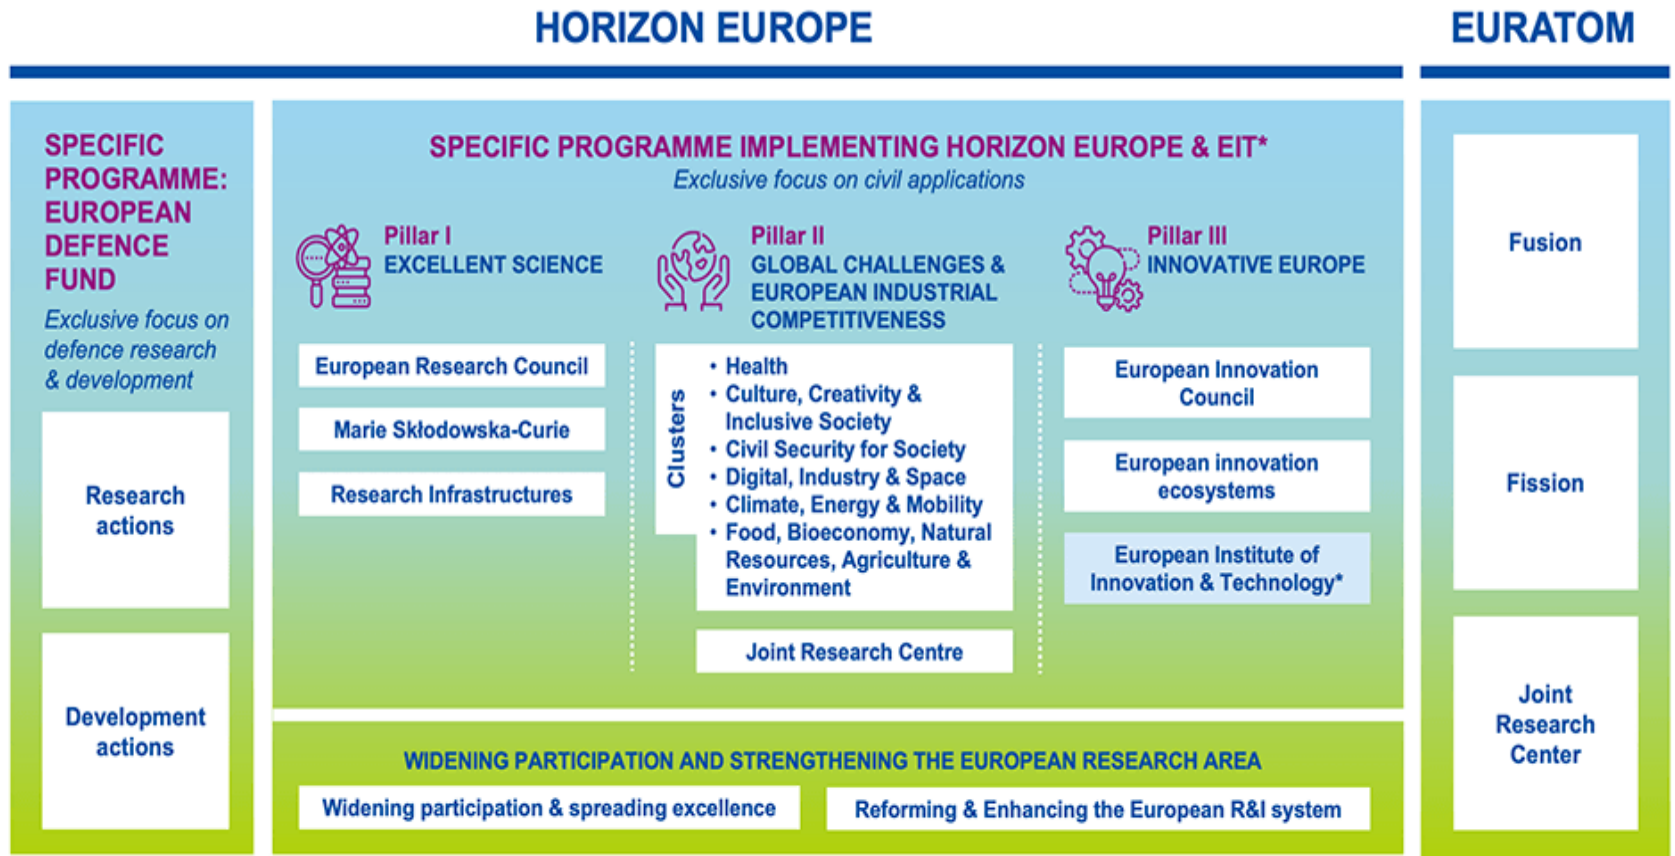 HORIZON EUROPE
EURATOM
SPECIFIC
PROGRAMME:
EUROPEAN
DEFENCE
FUND
Exclusive focus on
defence research
& development
Research
actions
Development
actions
SPECIFIC PROGRAMME IMPLEMENTING HORIZON EUROPE & EIT*
Exclusive focus on civil applications
Pillar I
EXCELLENT SCIENCE
European Research Council
Marie Skłodowska-Curie
Research Infrastructures
Pillar II
GLOBAL CHALLENGES &
EUROPEAN INDUSTRIAL
COMPETITIVENESS
Clusters
• Health
• Culture, Creativity &
Inclusive Society
• Civil Security for Society
• Digital, Industry & Space
• Climate, Energy & Mobility
• Food, Bioeconomy, Natural
Resources, Agriculture &
Environment
Joint Research Centre
Pillar III
INNOVATIVE EUROPE
European Innovation
Council
European innovation
ecosystems
European Institute of
Innovation & Technology*
WIDENING PARTICIPATION AND STRENGTHENING THE EUROPEAN RESEARCH AREA
Widening participation & spreading excellence
Reforming & Enhancing the European R&I system
Fusion
Fission
Joint
Research
Center